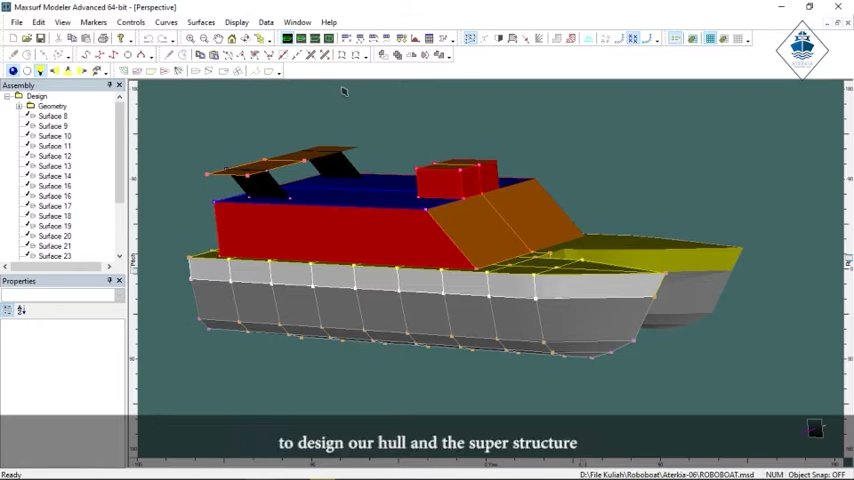 Maxsurf Modeler Advanced 64-bit - [Perspective]
File Edit View Markers Controls Curves Surfaces Display Data Window Help
Assembly
Design
Geometry
Surface 8
Surface 9
Surface 10
Surface 11
Surface 12
Surface 13
Surface 14
Surface 16
Surface 16
Surface 17
Surface 18
Surface 19
Surface 20
Surface 21
Surface 23
Properties
ATERKIA
to design our hull and the super structure
Ready
D:\File Kuliah\Roboboat\Aterkia-06\ROBOBOAT.msd NUM Object Snap: OFF